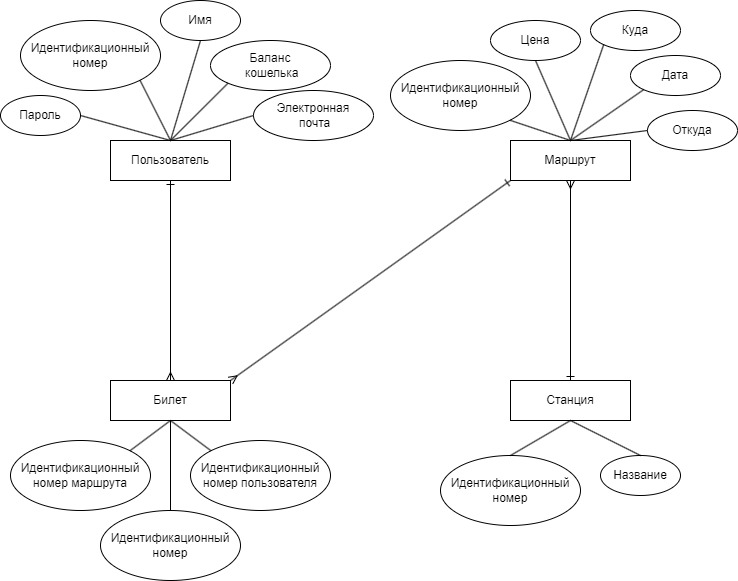 Имя
Идентификационный
номер
Баланс
кошелька
Пароль
Электронная
почта
Пользователь
Цена
Куда
Дата
Идентификационный
номер
Откуда
Маршрут
Билет
Идентификационный
номер маршрута
Идентификационный
номер пользователя
Идентификационный
номер
Станция
Идентификационный
номер
Название